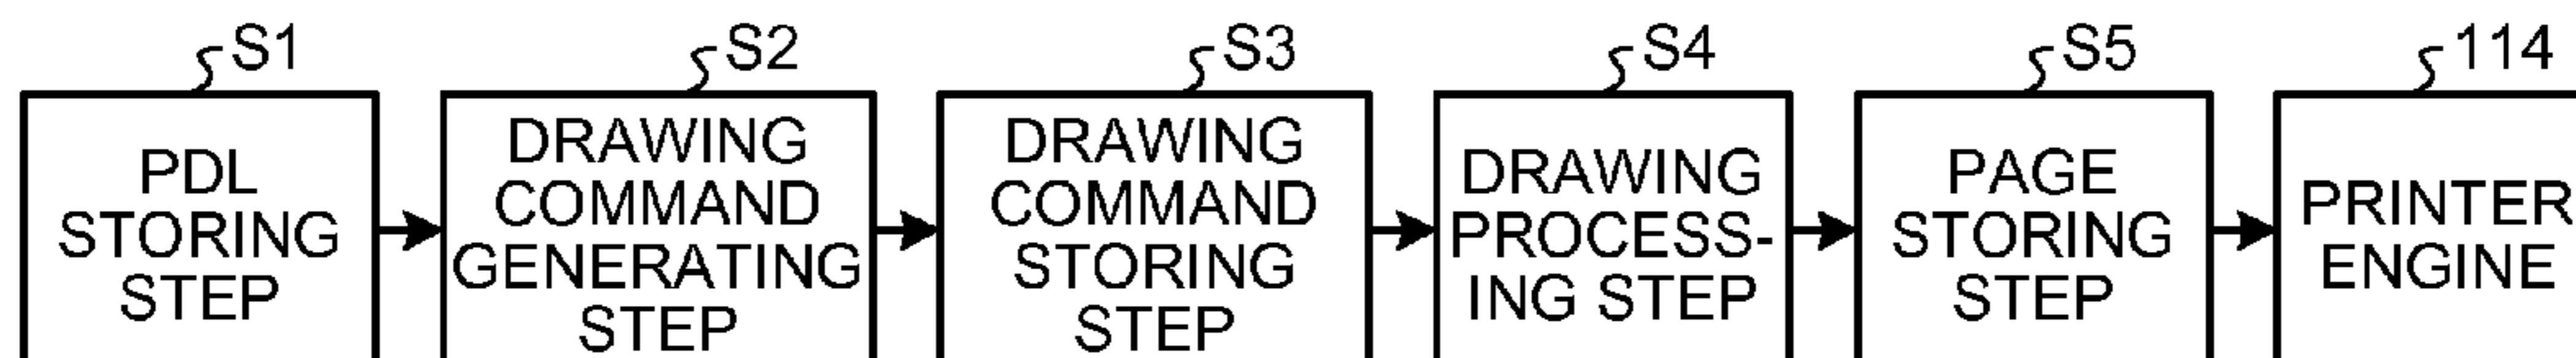 S1
S2
S3
S4
S5
114
PDL
STORING
STEP
DRAWING
COMMAND
GENERATING
STEP
DRAWING
COMMAND
STORING
STEP
DRAWING
PROCESS-
ING STEP
PAGE
STORING
STEP
PRINTER
ENGINE